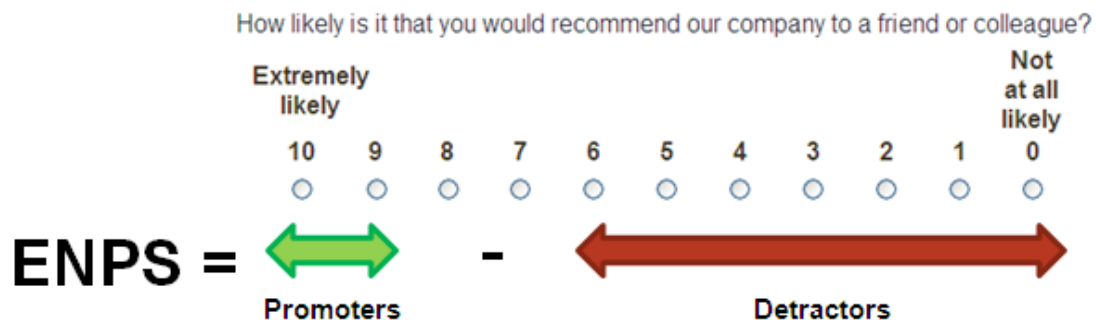 How likely is it that you would recommend our company to a friend or colleague?
Extremely
likely
Not
at all
likely
10 9 8 7 6 5 4 3 2 1 0
ENPS = -
Promoters Detractors